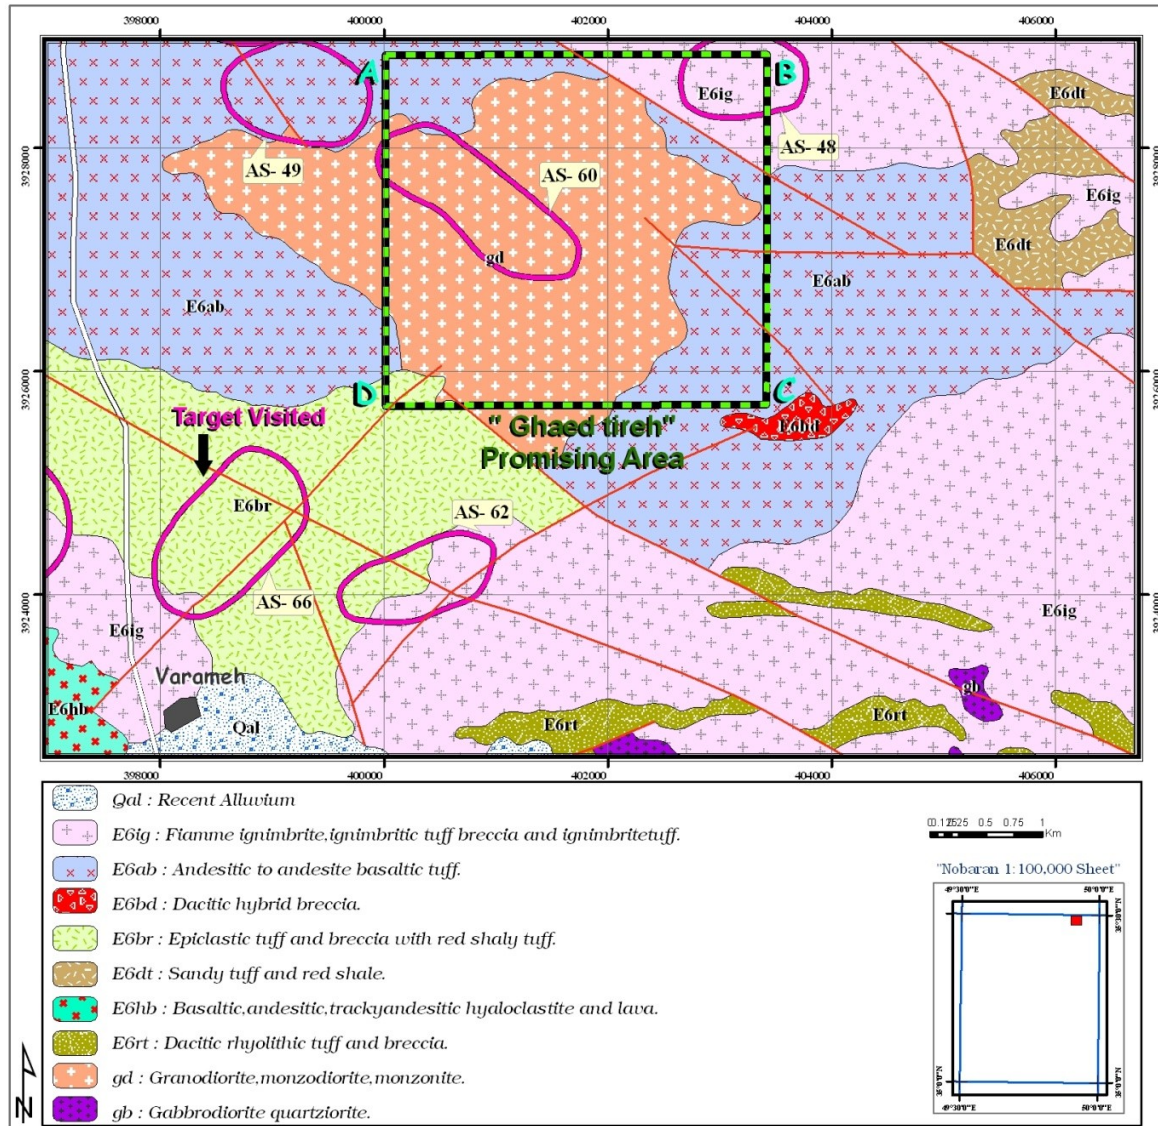 398000 400000 402000 404000 406000
A
B
E6ig
E6dt
AS- 48
AS- 49
3928000
3928000
AS- 60
E6ig
gd
E6dt
E6ab
E6ab
3926000
3926000
D
C
Target Visited
" Ghaed tireh"
Promising Area
E6bd
E6br
AS- 62
AS- 66
3924000
3924000
E6ig
E6ig
Varameh
E6hb
Qal
E6rt
E6rt
gb
398000 400000 402000 404000 406000
Qal : Recent Alluvium
E6ig : Fiamme ignimbrite,ignimbritic tuff breccia and ignimbritetuff.
E6ab : Andesitic to andesite basaltic tuff.
E6bd : Dacitic hybrid breccia.
E6br : Epiclastic tuff and breccia with red shaly tuff.
E6dt : Sandy tuff and red shale.
E6hb : Basaltic,andesitic,trackyandesitic hyaloclastite and lava.
E6rt : Dacitic rhyolithic tuff and breccia.
gd : Granodiorite,monzodiorite,monzonite.
gb : Gabbrodiorite quartziorite.
0.5 0.75 1
Km
"Nobaran 1:100,000 Sheet"
49°30'0"E 50°0'0"E
49°30'0"E 50°0'0"E
N